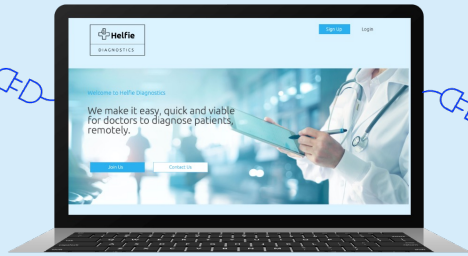 Helfie
DIAGNOSTICS
Sign Up
Login
Welcome to Helfie Diagnostics
We make it easy, quick and viable
for doctors to diagnose patients,
remotely.
Join Us
Contact Us